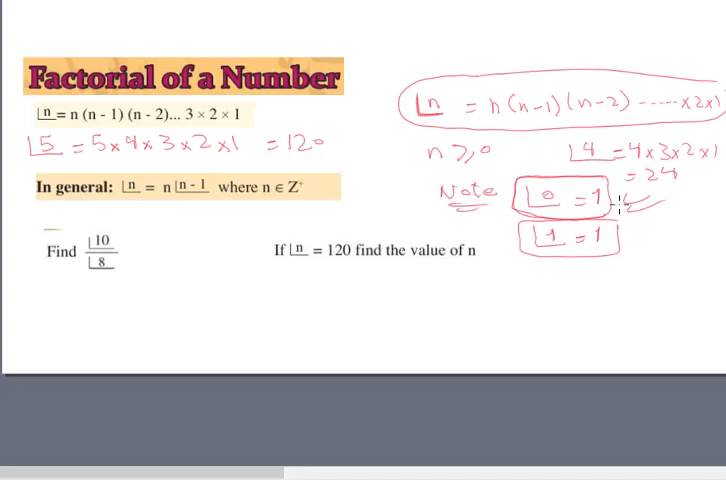 Factorial of a Number
⌊n = n (n - 1) (n - 2)... 3 × 2 × 1
⌊5 = 5 × 4 × 3 × 2 × 1 = 120
In general: ⌊n = n ⌊n - 1 where n ∈ Z⁺
Find ⌊10 / ⌊8
If ⌊n = 120 find the value of n
⌊n = n (n-1) (n-2) ----- × 2 × 1
n ⩾ 0
⌊4 = 4 × 3 × 2 × 1
= 24
Note ⌊0 = 1
⌊1 = 1